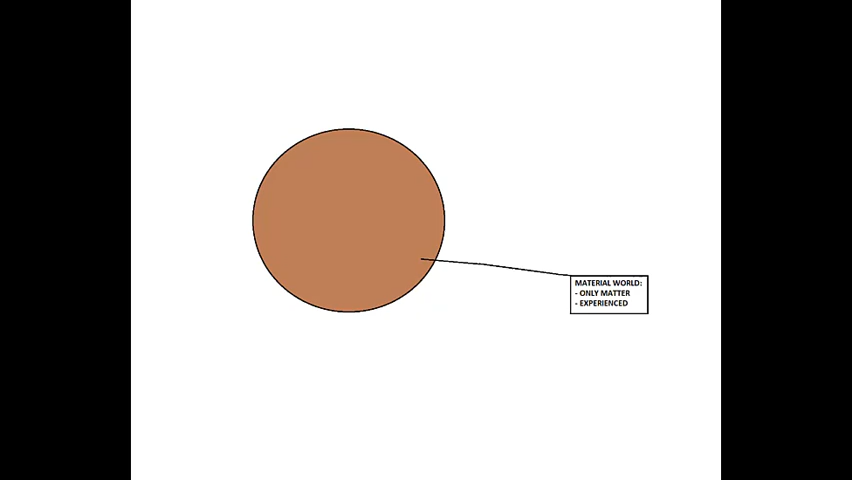 MATERIAL WORLD:
- ONLY MATTER
- EXPERIENCED